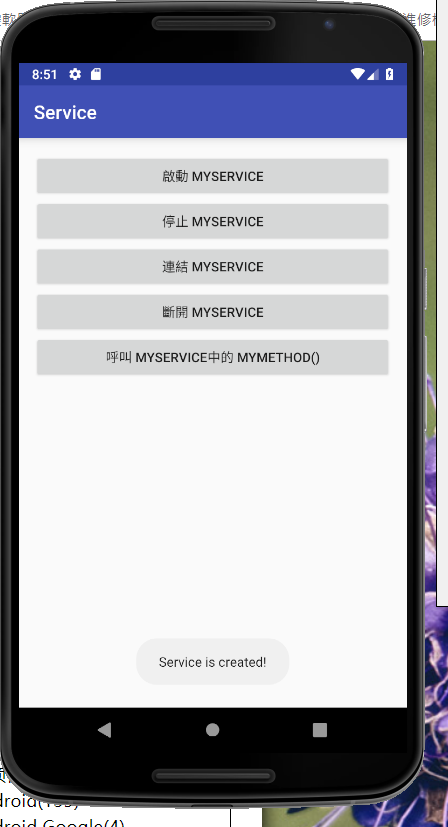 進修
8:51
Service
啟動 MYSERVICE
停止 MYSERVICE
連結 MYSERVICE
斷開 MYSERVICE
呼叫 MYSERVICE中的 MYMETHOD()
Service is created!
droid Google(4)